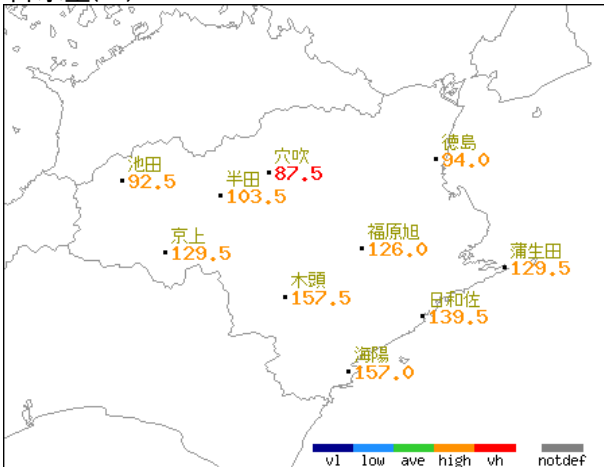 徳島
94.0
穴吹
87.5
池田
92.5
半田
103.5
京上
129.5
福原旭
126.0
蒲生田
129.5
木頭
157.5
日和佐
139.5
海陽
157.0
vl low ave high vh notdef